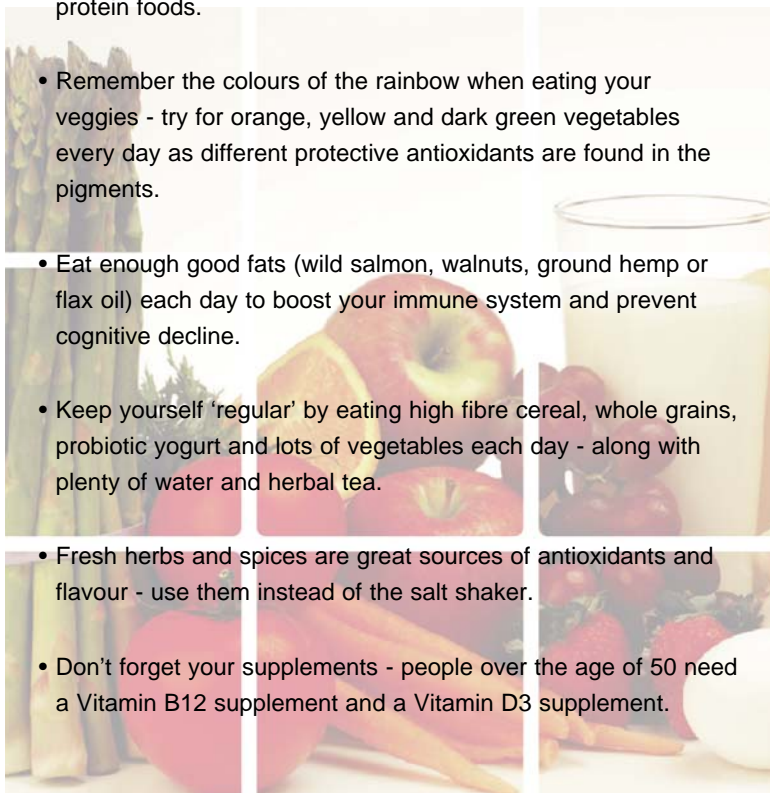 protein foods.
• Remember the colours of the rainbow when eating your
veggies - try for orange, yellow and dark green vegetables
every day as different protective antioxidants are found in the
pigments.
• Eat enough good fats (wild salmon, walnuts, ground hemp or
flax oil) each day to boost your immune system and prevent
cognitive decline.
• Keep yourself ‘regular’ by eating high fibre cereal, whole grains,
probiotic yogurt and lots of vegetables each day - along with
plenty of water and herbal tea.
• Fresh herbs and spices are great sources of antioxidants and
flavour - use them instead of the salt shaker.
• Don’t forget your supplements - people over the age of 50 need
a Vitamin B12 supplement and a Vitamin D3 supplement.